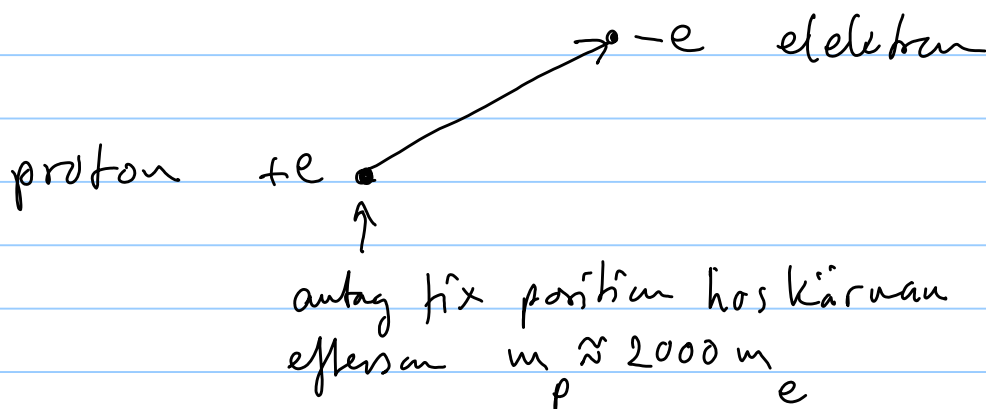 -e elektron
proton +e
antag fix position hos kärnan
eftersom m_p ≈ 2000 m_e